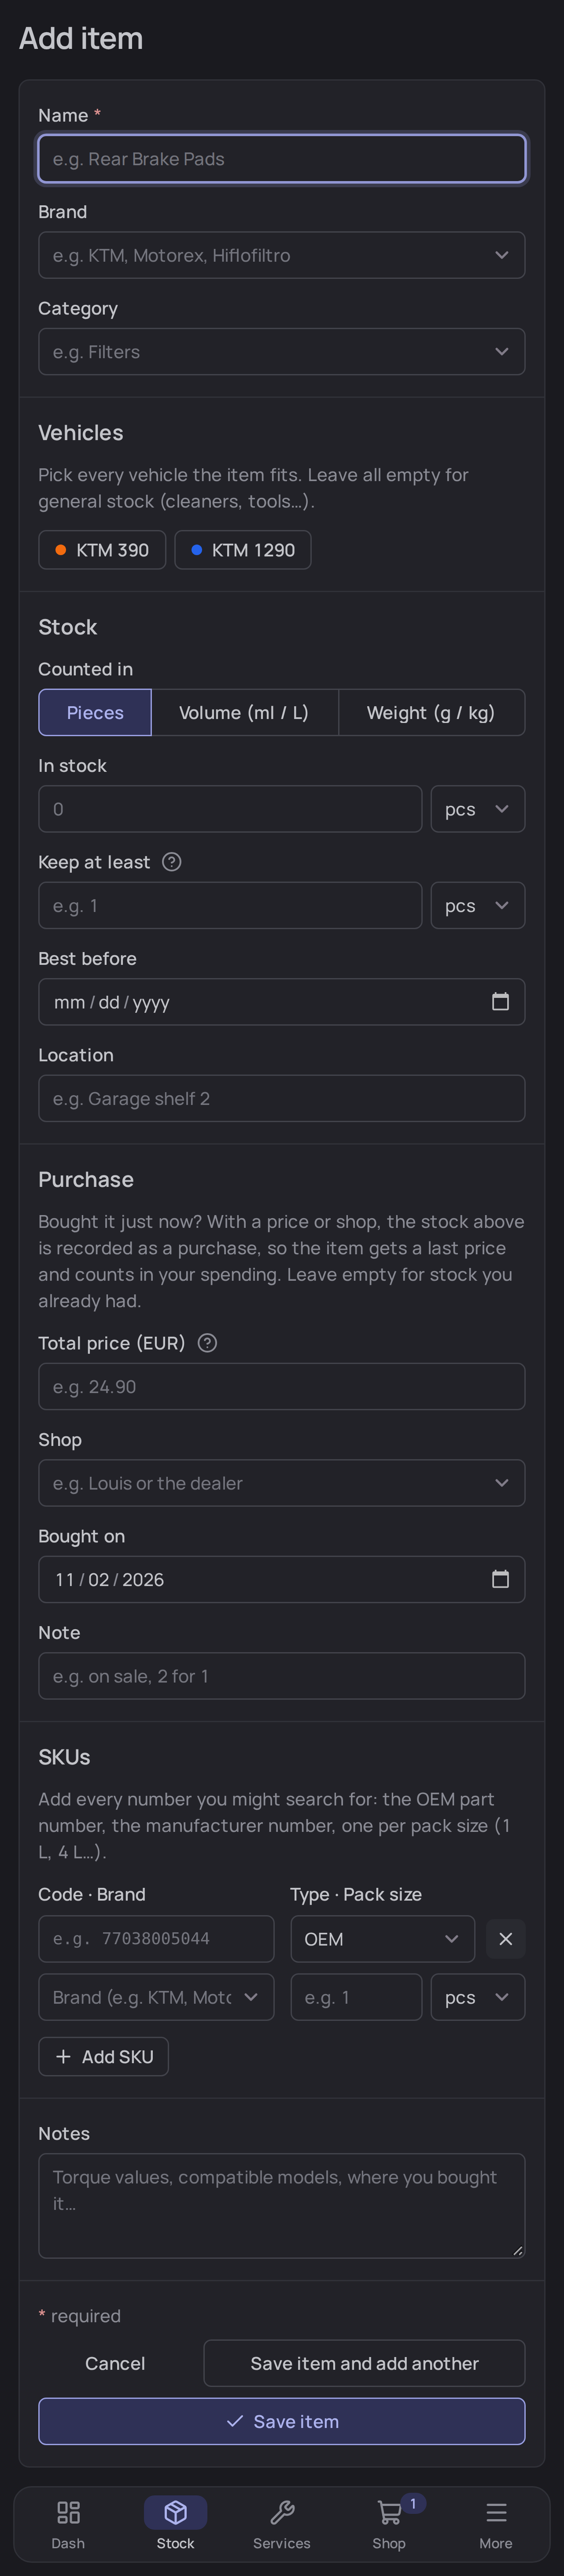 Add item
Name *
e.g. Rear Brake Pads
Brand
e.g. KTM, Motorex, Hiflofiltro
Category
e.g. Filters
Vehicles
Pick every vehicle the item fits. Leave all empty for
general stock (cleaners, tools…).
KTM 390
KTM 1290
Stock
Counted in
Pieces
Volume (ml / L)
Weight (g / kg)
In stock
0
pcs
Keep at least
e.g. 1
pcs
Best before
mm / dd / yyyy
Location
e.g. Garage shelf 2
Purchase
Bought it just now? With a price or shop, the stock above
is recorded as a purchase, so the item gets a last price
and counts in your spending. Leave empty for stock you
already had.
Total price (EUR)
e.g. 24.90
Shop
e.g. Louis or the dealer
Bought on
11 / 02 / 2026
Note
e.g. on sale, 2 for 1
SKUs
Add every number you might search for: the OEM part
number, the manufacturer number, one per pack size (1
L, 4 L…).
Code · Brand
Type · Pack size
e.g. 77038005044
OEM
Brand (e.g. KTM, Moto
e.g. 1
pcs
Add SKU
Notes
Torque values, compatible models, where you bought
it…
* required
Cancel
Save item and add another
Save item
1
Dash
Stock
Services
Shop
More